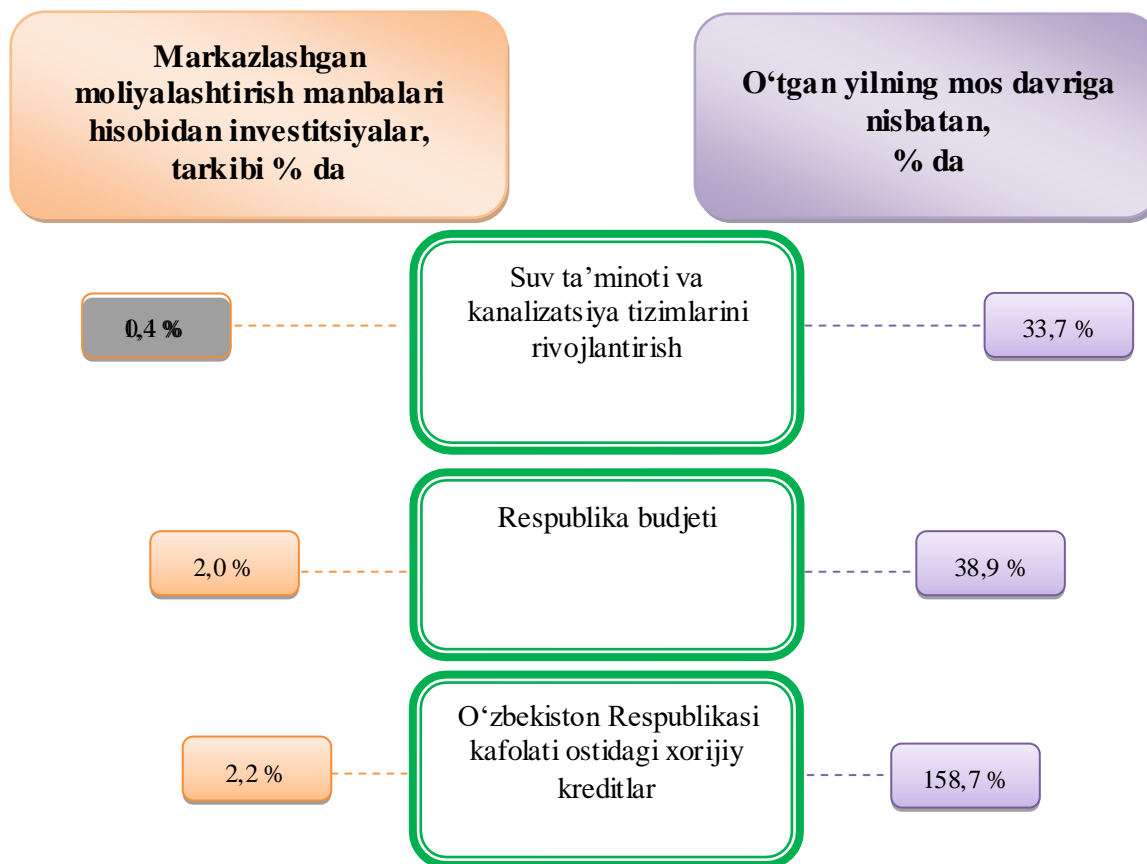 Markazlashgan
moliyalashtirish manbalari
hisobidan investitsiyalar,
tarkibi % da
O‘tgan yilning mos davriga
nisbatan,
% da
0,4 %
Suv ta’minoti va
kanalizatsiya tizimlarini
rivojlantirish
33,7 %
2,0 %
Respublika budjeti
38,9 %
2,2 %
O‘zbekiston Respublikasi
kafolati ostidagi xorijiy
kreditlar
158,7 %